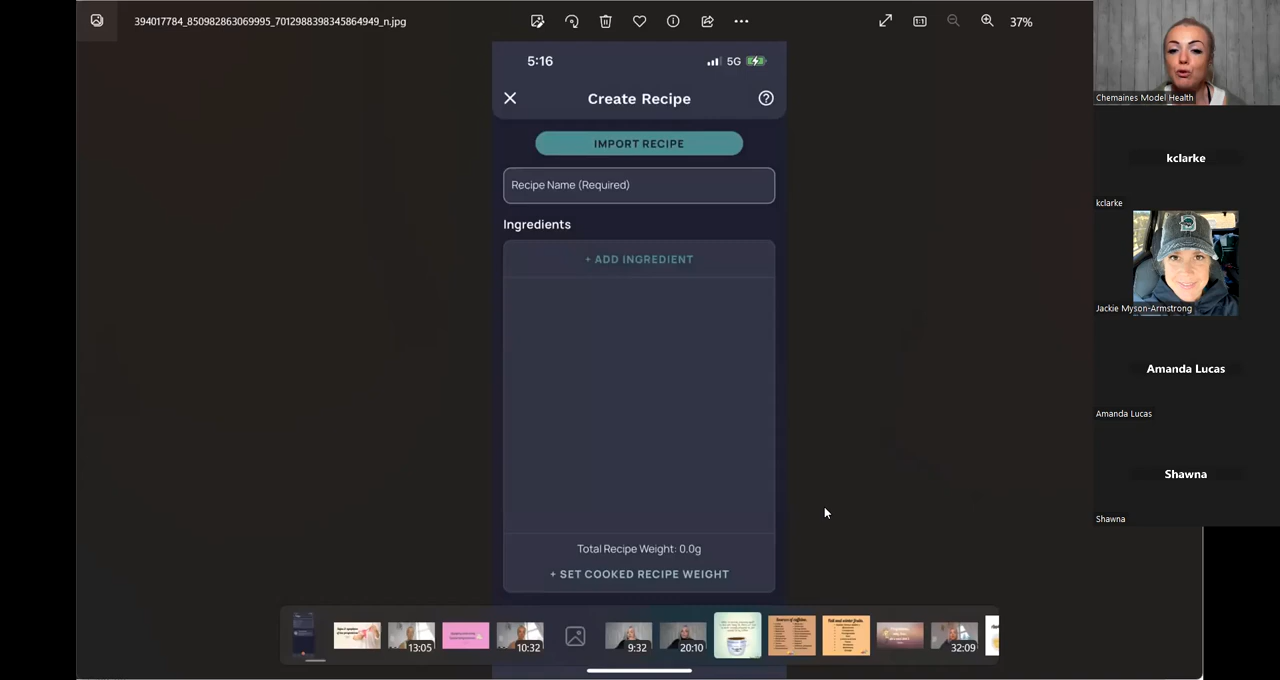 394017784_850982863069995_7012988398345864949_n.jpg
37%
5:16
5G
Create Recipe
IMPORT RECIPE
Recipe Name (Required)
Ingredients
+ ADD INGREDIENT
Total Recipe Weight: 0.0g
+ SET COOKED RECIPE WEIGHT
13:05
10:32
9:32
20:10
32:09
Chemaines Model Health
kclarke
kclarke
Jackie Myson-Armstrong
Amanda Lucas
Amanda Lucas
Shawna
Shawna